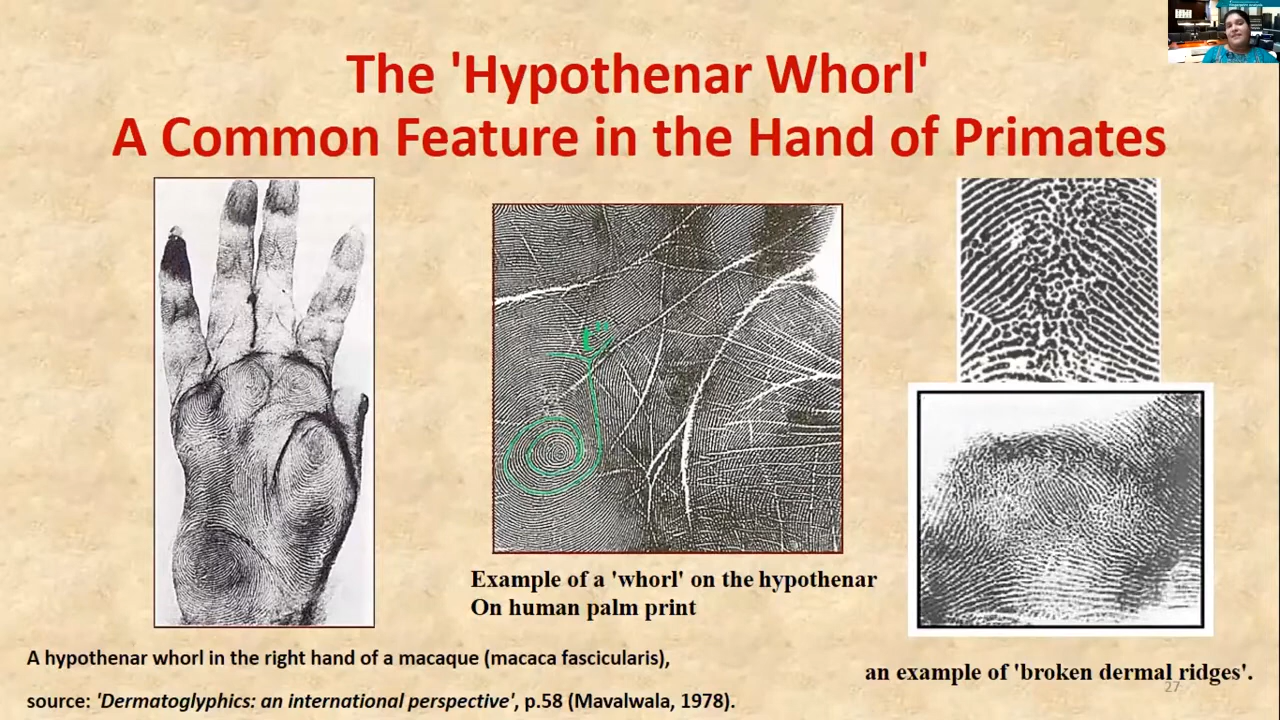 The 'Hypothenar Whorl'
A Common Feature in the Hand of Primates
t"
Example of a 'whorl' on the hypothenar
On human palm print
A hypothenar whorl in the right hand of a macaque (macaca fascicularis),
source: 'Dermatoglyphics: an international perspective', p.58 (Mavalwala, 1978).
an example of 'broken dermal ridges'.
27